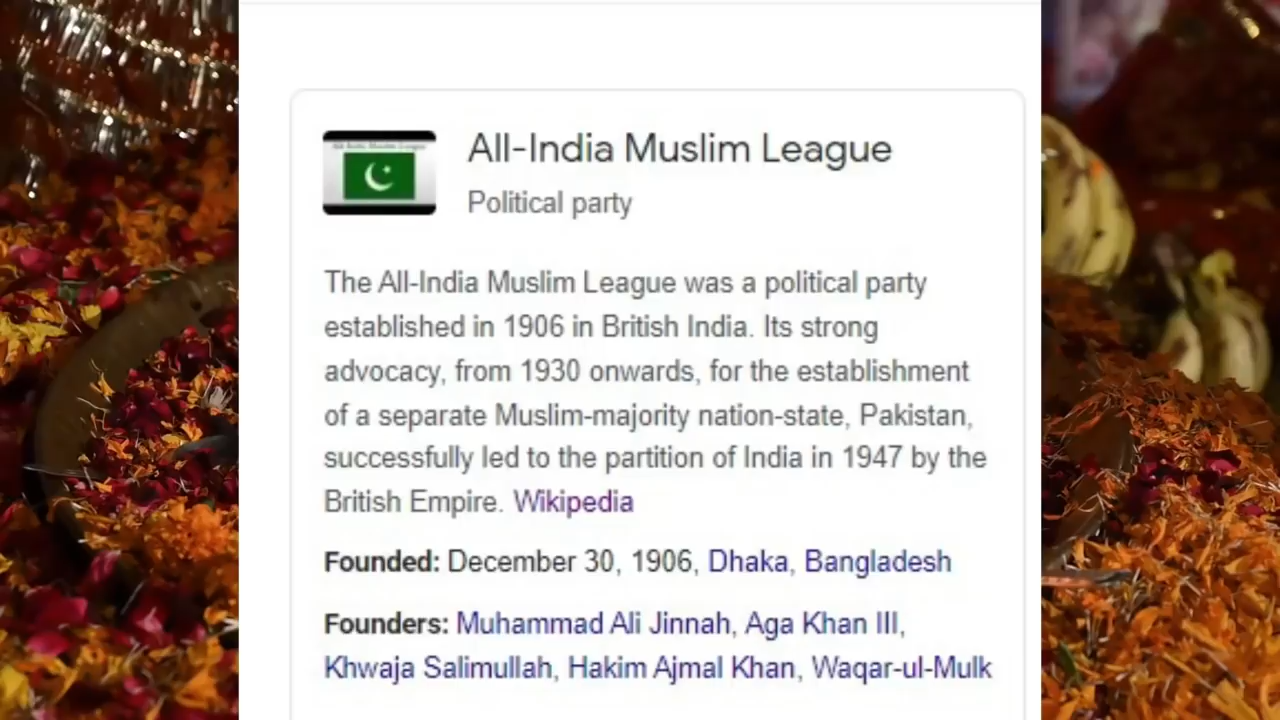 All-India Muslim League
Political party
The All-India Muslim League was a political party
established in 1906 in British India. Its strong
advocacy, from 1930 onwards, for the establishment
of a separate Muslim-majority nation-state, Pakistan,
successfully led to the partition of India in 1947 by the
British Empire. Wikipedia
Founded: December 30, 1906, Dhaka, Bangladesh
Founders: Muhammad Ali Jinnah, Aga Khan III,
Khwaja Salimullah, Hakim Ajmal Khan, Waqar-ul-Mulk